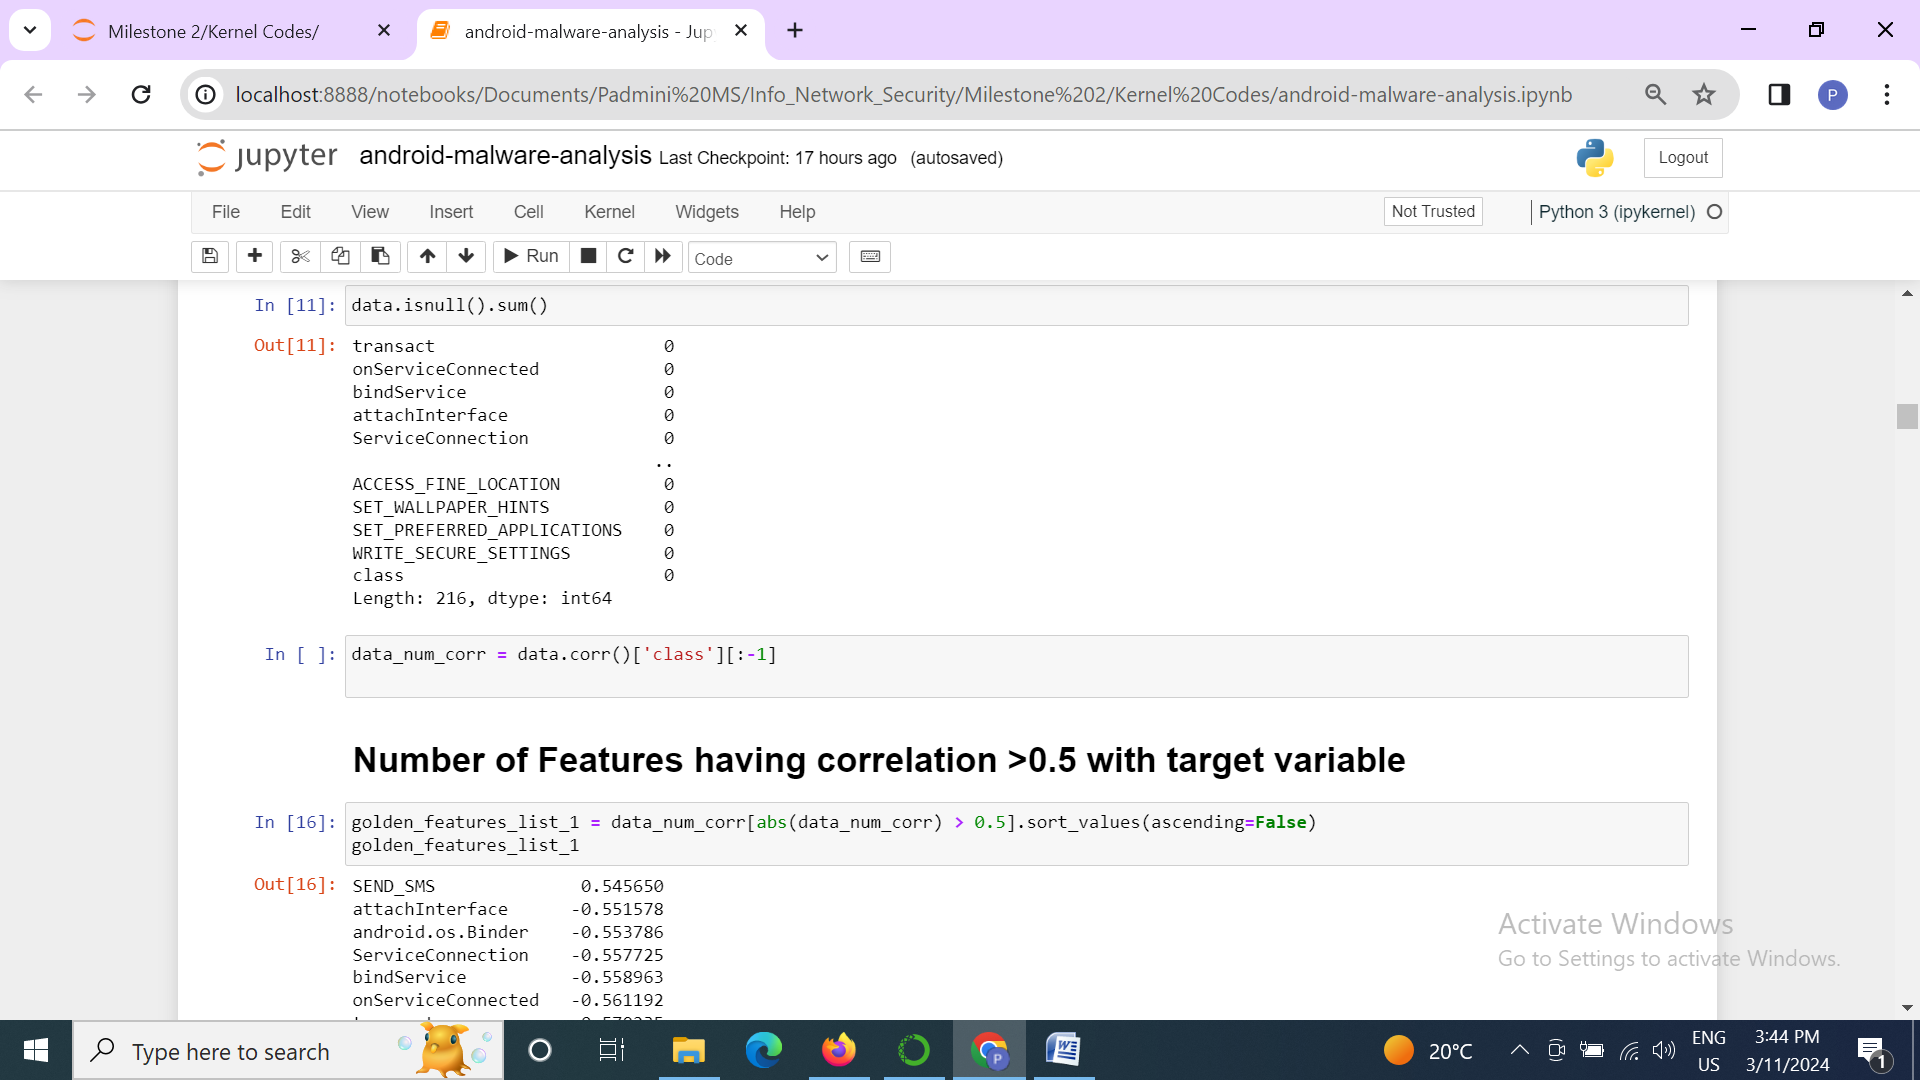 Milestone 2/Kernel Codes/
android-malware-analysis - Jup
localhost:8888/notebooks/Documents/Padmini%20MS/Info_Network_Security/Milestone%202/Kernel%20Codes/android-malware-analysis.ipynb
P
jupyter android-malware-analysis Last Checkpoint: 17 hours ago (autosaved)
Logout
File Edit View Insert Cell Kernel Widgets Help
Not Trusted
Python 3 (ipykernel)
Run
Code
In [11]: data.isnull().sum()
Out[11]: transact 0
onServiceConnected 0
bindService 0
attachInterface 0
ServiceConnection 0
..
ACCESS_FINE_LOCATION 0
SET_WALLPAPER_HINTS 0
SET_PREFERRED_APPLICATIONS 0
WRITE_SECURE_SETTINGS 0
class 0
Length: 216, dtype: int64
In [ ]: data_num_corr = data.corr()['class'][:-1]
Number of Features having correlation >0.5 with target variable
In [16]: golden_features_list_1 = data_num_corr[abs(data_num_corr) > 0.5].sort_values(ascending=False)
golden_features_list_1
Out[16]: SEND_SMS 0.545650
attachInterface -0.551578
android.os.Binder -0.553786
ServiceConnection -0.557725
bindService -0.558963
onServiceConnected -0.561192
Activate Windows
Go to Settings to activate Windows.
Type here to search
P
W
20°C
ENG
US
3:44 PM
3/11/2024
1